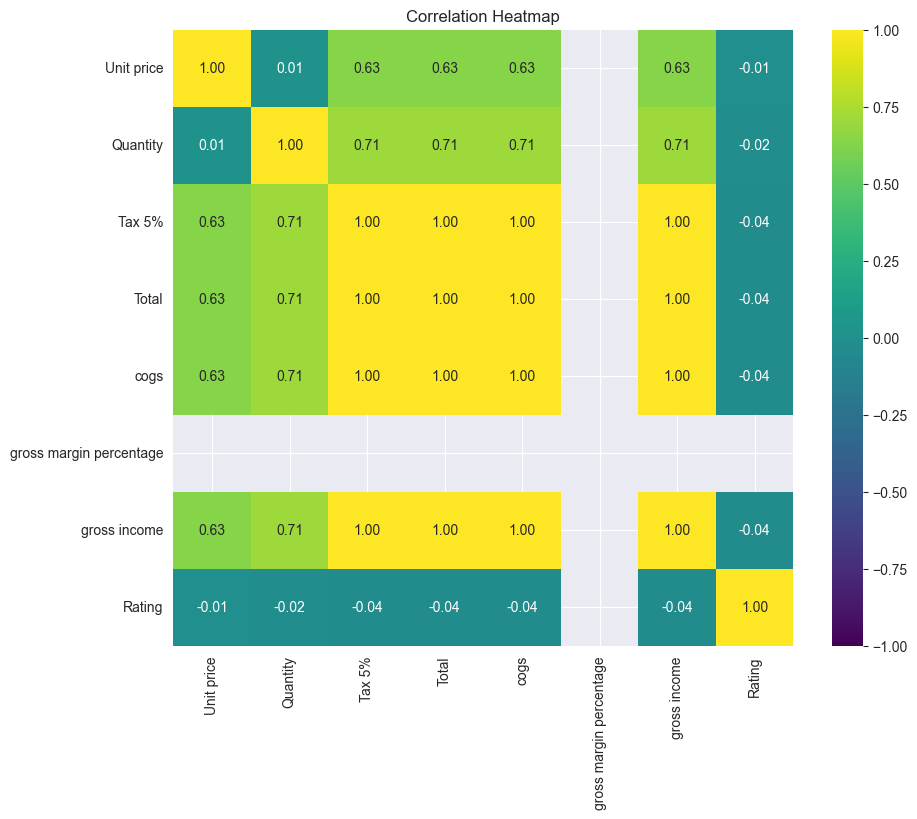 Correlation Heatmap
Unit price 1.00 0.01 0.63 0.63 0.63 0.63 -0.01
Quantity 0.01 1.00 0.71 0.71 0.71 0.71 -0.02
Tax 5% 0.63 0.71 1.00 1.00 1.00 1.00 -0.04
Total 0.63 0.71 1.00 1.00 1.00 1.00 -0.04
cogs 0.63 0.71 1.00 1.00 1.00 1.00 -0.04
gross margin percentage
gross income 0.63 0.71 1.00 1.00 1.00 1.00 -0.04
Rating -0.01 -0.02 -0.04 -0.04 -0.04 -0.04 1.00
Unit price
Quantity
Tax 5%
Total
cogs
gross margin percentage
gross income
Rating
1.00
0.75
0.50
0.25
0.00
−0.25
−0.50
−0.75
−1.00